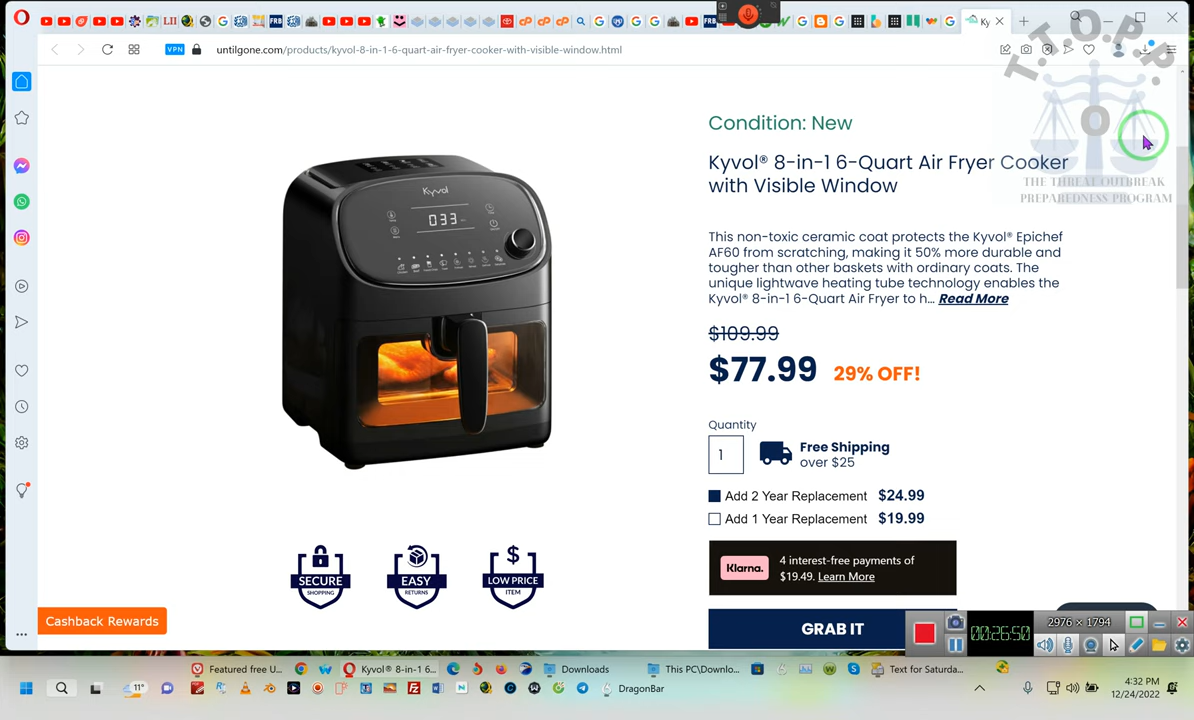 Ky
VPN
untilgone.com/products/kyvol-8-in-1-6-quart-air-fryer-cooker-with-visible-window.html
T.T.O.P.P.
O
THE THREAT OUTBREAK
PREPAREDNESS PROGRAM
Condition: New
Kyvol® 8-in-1 6-Quart Air Fryer Cooker
with Visible Window
This non-toxic ceramic coat protects the Kyvol® Epichef
AF60 from scratching, making it 50% more durable and
tougher than other baskets with ordinary coats. The
unique lightwave heating tube technology enables the
Kyvol® 8-in-1 6-Quart Air Fryer to h... Read More
$109.99
$77.99 29% OFF!
Quantity
1
Free Shipping
over $25
Add 2 Year Replacement $24.99
Add 1 Year Replacement $19.99
Klarna.
4 interest-free payments of
$19.49. Learn More
GRAB IT
Kyvol
033
SECURE
SHOPPING
EASY
RETURNS
LOW PRICE
ITEM
Cashback Rewards
00:26:50
2976 × 1794
Featured free U...
Kyvol® 8-in-1 6...
Downloads
This PC\Downlo...
Text for Saturda...
11°
DragonBar
4:32 PM
12/24/2022